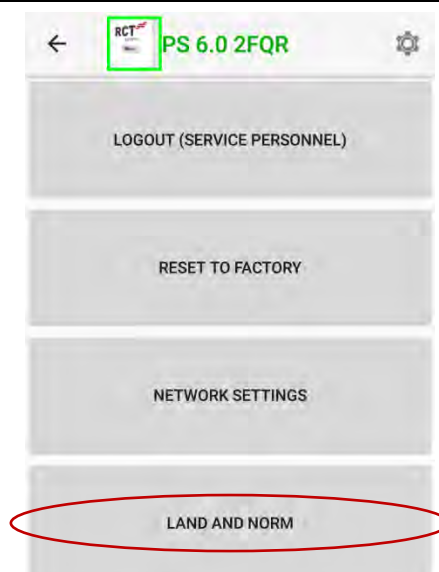 RCT
PS 6.0 2FQR
LOGOUT (SERVICE PERSONNEL)
RESET TO FACTORY
NETWORK SETTINGS
LAND AND NORM